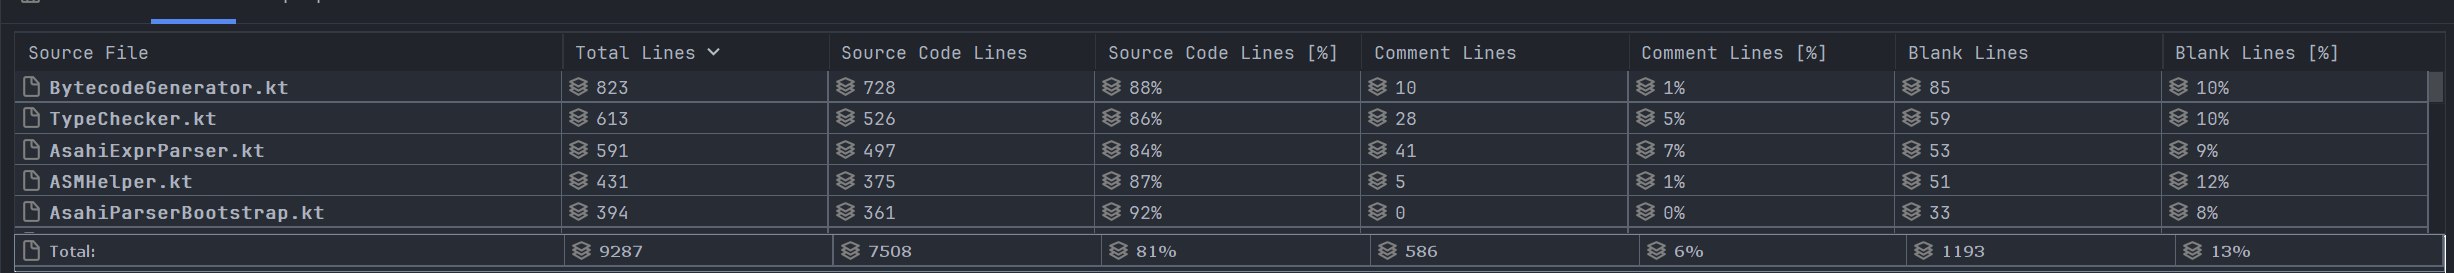 Source File Total Lines Source Code Lines Source Code Lines [%] Comment Lines Comment Lines [%] Blank Lines Blank Lines [%]
BytecodeGenerator.kt 823 728 88% 10 1% 85 10%
TypeChecker.kt 613 526 86% 28 5% 59 10%
AsahiExprParser.kt 591 497 84% 41 7% 53 9%
ASMHelper.kt 431 375 87% 5 1% 51 12%
AsahiParserBootstrap.kt 394 361 92% 0 0% 33 8%
Total: 9287 7508 81% 586 6% 1193 13%